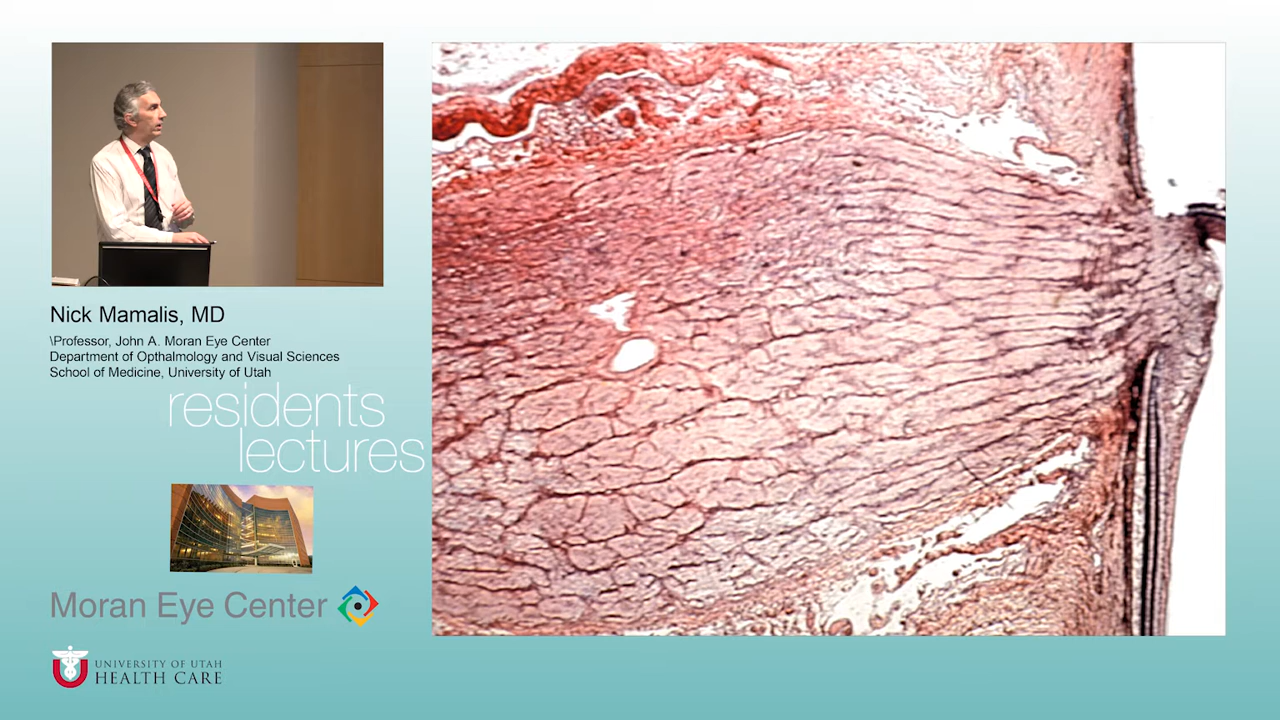 Nick Mamalis, MD
\Professor, John A. Moran Eye Center
Department of Opthalmology and Visual Sciences
School of Medicine, University of Utah
residents
lectures
Moran Eye Center
UNIVERSITY OF UTAH
HEALTH CARE